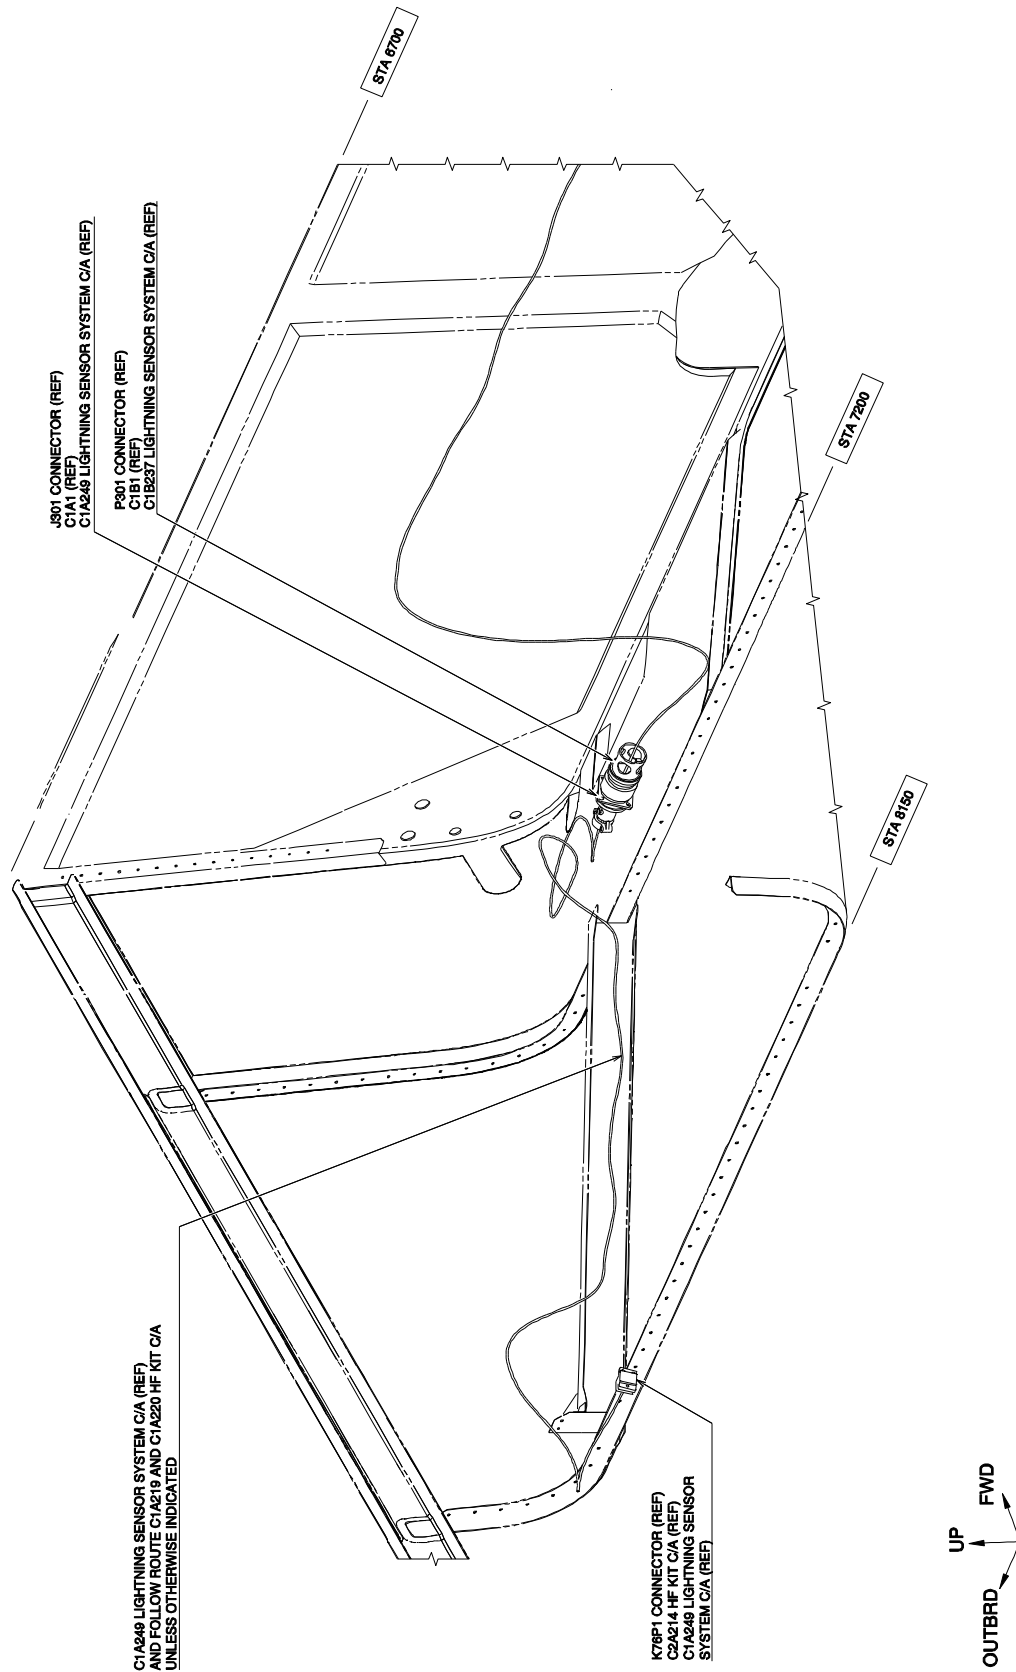 J301 CONNECTOR (REF)
C1A1 (REF)
C1A249 LIGHTNING SENSOR SYSTEM C/A (REF)
P301 CONNECTOR (REF)
C1B1 (REF)
C1B237 LIGHTNING SENSOR SYSTEM C/A (REF)
STA 6700
STA 7200
STA 8150
C1A249 LIGHTNING SENSOR SYSTEM C/A (REF)
AND FOLLOW ROUTE C1A219 AND C1A220 HF KIT C/A
UNLESS OTHERWISE INDICATED
K76P1 CONNECTOR (REF)
C2A214 HF KIT C/A (REF)
C1A249 LIGHTNING SENSOR
SYSTEM C/A (REF)
UP
FWD
OUTBRD